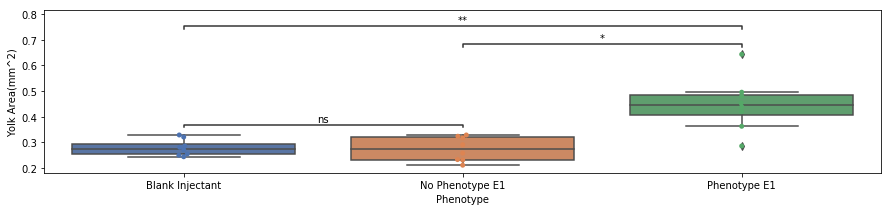 0.8
**
0.7
*
0.6
0.5
0.4
ns
0.3
0.2
Yolk Area(mm^2)
Blank Injectant
No Phenotype E1
Phenotype E1
Phenotype